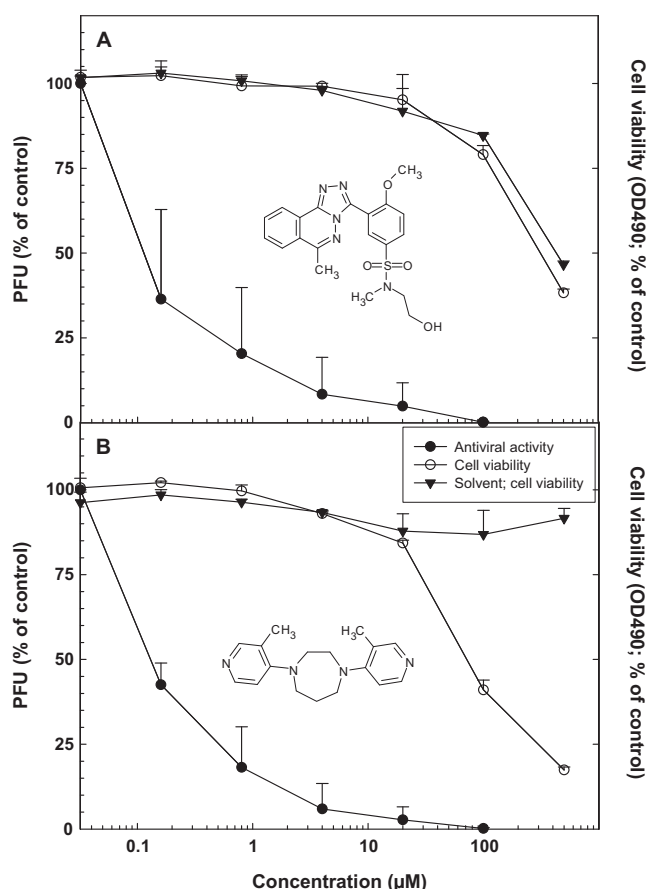 A
PFU (% of control)
100
75
50
25
0
Cell viability (OD490; % of control)
N
N
N
N
CH3
O
CH3
O
S
O
N
H3C
OH
B
Antiviral activity
Cell viability
Solvent; cell viability
PFU (% of control)
100
75
50
25
0
Cell viability (OD490; % of control)
CH3
H3C
N
N
N
N
0.1
1
10
100
Concentration (µM)